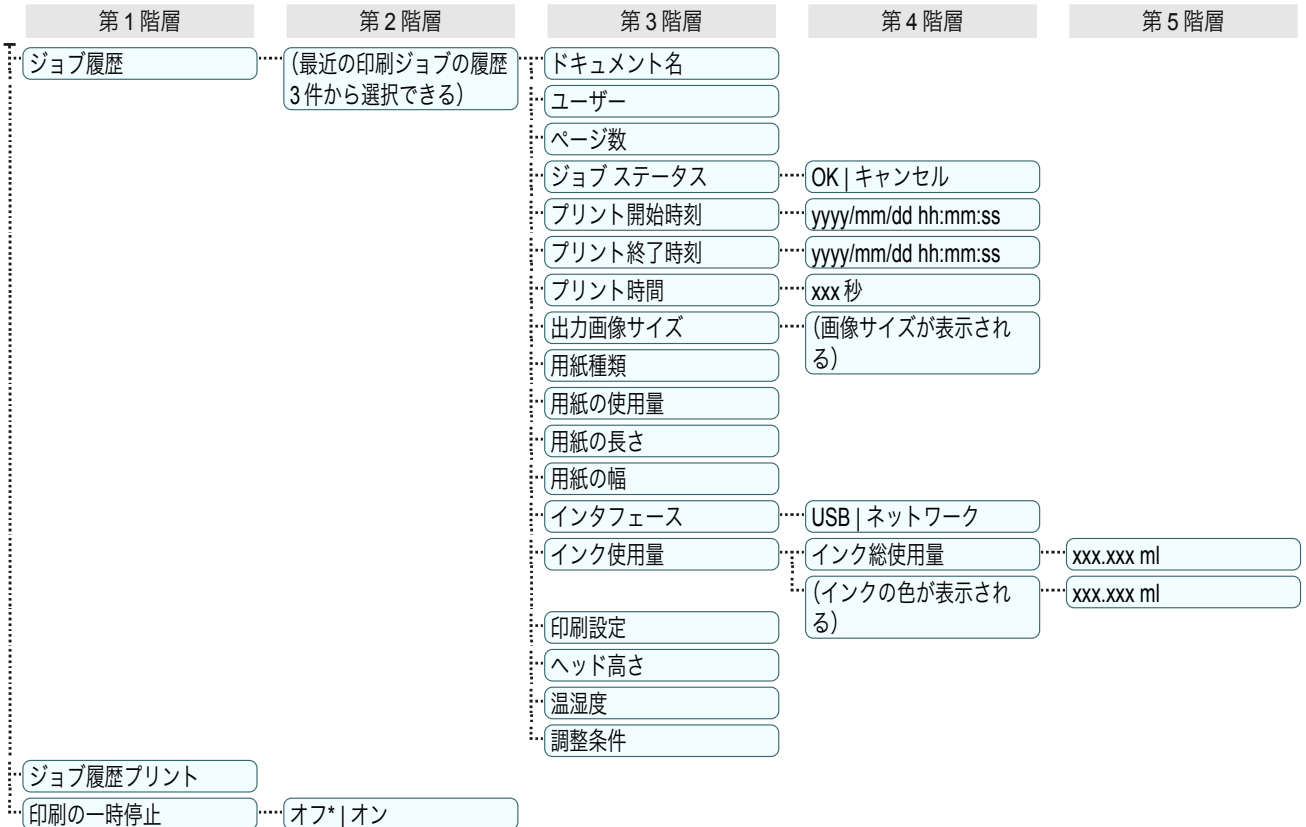 第 1 階層
第 2 階層
第 3 階層
第 4 階層
第 5 階層
ジョブ履歴
(最近の印刷ジョブの履歴
3 件から選択できる)
ドキュメント名
ユーザー
ページ数
ジョブ ステータス
OK | キャンセル
プリント開始時刻
yyyy/mm/dd hh:mm:ss
プリント終了時刻
yyyy/mm/dd hh:mm:ss
プリント時間
xxx 秒
出力画像サイズ
(画像サイズが表示され
る)
用紙種類
用紙の使用量
用紙の長さ
用紙の幅
インタフェース
USB | ネットワーク
インク使用量
インク総使用量
xxx.xxx ml
(インクの色が表示され
る)
xxx.xxx ml
印刷設定
ヘッド高さ
温湿度
調整条件
ジョブ履歴プリント
印刷の一時停止
オフ* | オン